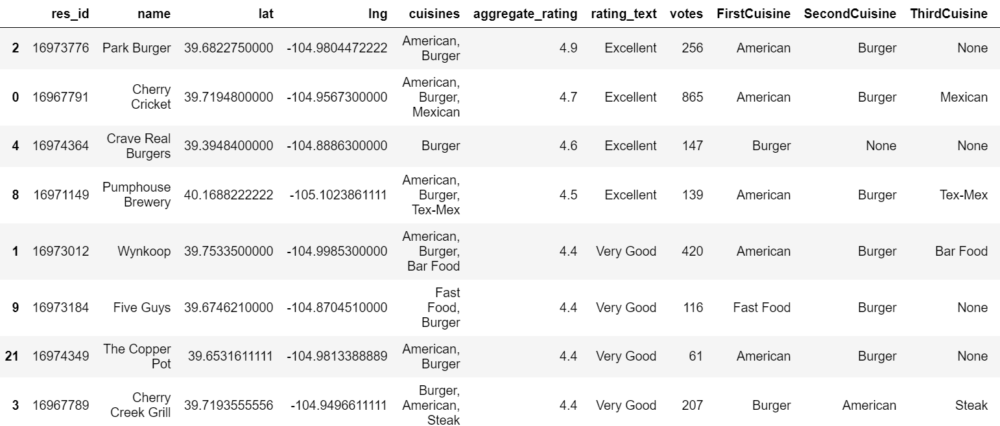 res_id name lat lng cuisines aggregate_rating rating_text votes FirstCuisine SecondCuisine ThirdCuisine
2 16973776 Park Burger 39.6822750000 -104.9804472222 American, Burger 4.9 Excellent 256 American Burger None
0 16967791 Cherry Cricket 39.7194800000 -104.9567300000 American, Burger, Mexican 4.7 Excellent 865 American Burger Mexican
4 16974364 Crave Real Burgers 39.3948400000 -104.8886300000 Burger 4.6 Excellent 147 Burger None None
8 16971149 Pumphouse Brewery 40.1688222222 -105.1023861111 American, Burger, Tex-Mex 4.5 Excellent 139 American Burger Tex-Mex
1 16973012 Wynkoop 39.7533500000 -104.9985300000 American, Burger, Bar Food 4.4 Very Good 420 American Burger Bar Food
9 16973184 Five Guys 39.6746210000 -104.8704510000 Fast Food, Burger 4.4 Very Good 116 Fast Food Burger None
21 16974349 The Copper Pot 39.6531611111 -104.9813388889 American, Burger 4.4 Very Good 61 American Burger None
3 16967789 Cherry Creek Grill 39.7193555556 -104.9496611111 Burger, American, Steak 4.4 Very Good 207 Burger American Steak